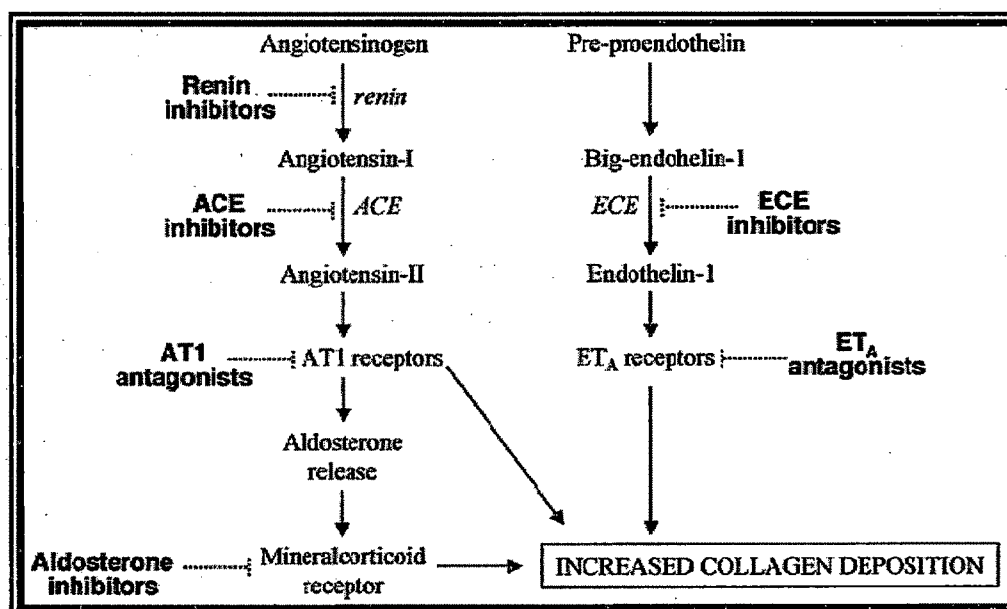 Angiotensinogen
Pre-proendothelin
Renin
inhibitors
renin
Angiotensin-I
Big-endohelin-1
ACE
inhibitors
ACE
ECE
ECE
inhibitors
Angiotensin-II
Endothelin-1
AT1
antagonists
AT1 receptors
ETA receptors
ETA
antagonists
Aldosterone
release
Aldosterone
inhibitors
Mineralcorticoid
receptor
INCREASED COLLAGEN DEPOSITION